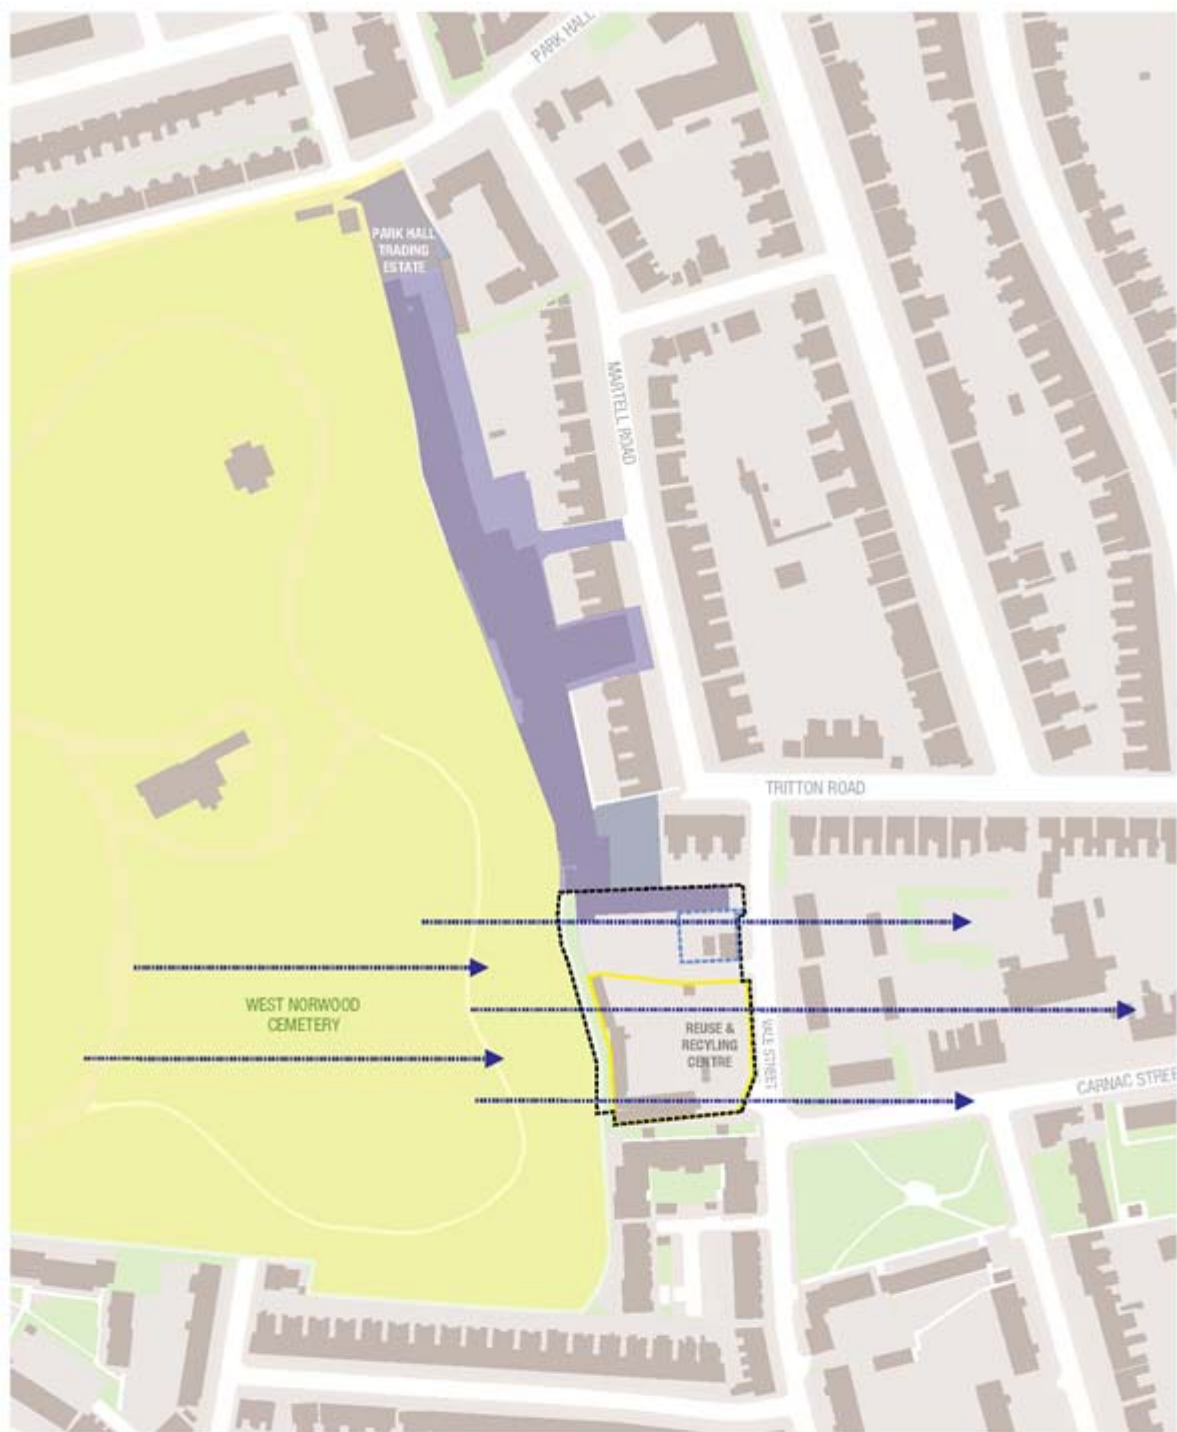 PARK HALL
PARK HALL
TRADING
ESTATE
MARTELL ROAD
TRITTON ROAD
WEST NORWOOD
CEMETERY
REUSE &
RECYLING
CENTRE
VALE STREET
CARNAC STREE